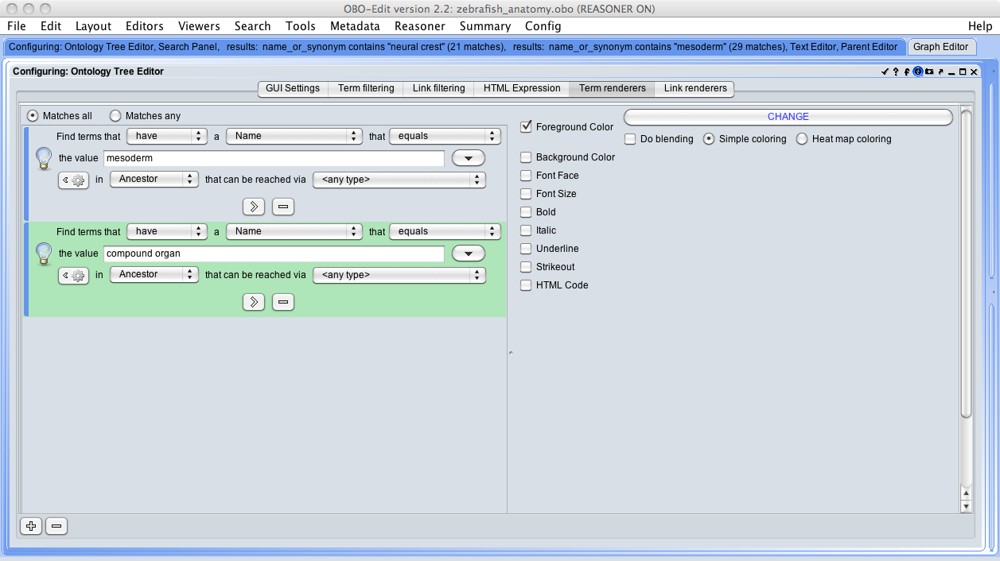 OBO-Edit version 2.2: zebrafish_anatomy.obo (REASONER ON)
File Edit Layout Editors Viewers Search Tools Metadata Reasoner Summary Config Help
Configuring: Ontology Tree Editor, Search Panel, results: name_or_synonym contains "neural crest" (21 matches), results: name_or_synonym contains "mesoderm" (29 matches), Text Editor, Parent Editor Graph Editor
Configuring: Ontology Tree Editor
GUI Settings Term filtering Link filtering HTML Expression Term renderers Link renderers
Matches all Matches any
Find terms that have a Name that equals
the value mesoderm
in Ancestor that can be reached via <any type>
Find terms that have a Name that equals
the value compound organ
in Ancestor that can be reached via <any type>
Foreground Color CHANGE
Do blending Simple coloring Heat map coloring
Background Color
Font Face
Font Size
Bold
Italic
Underline
Strikeout
HTML Code